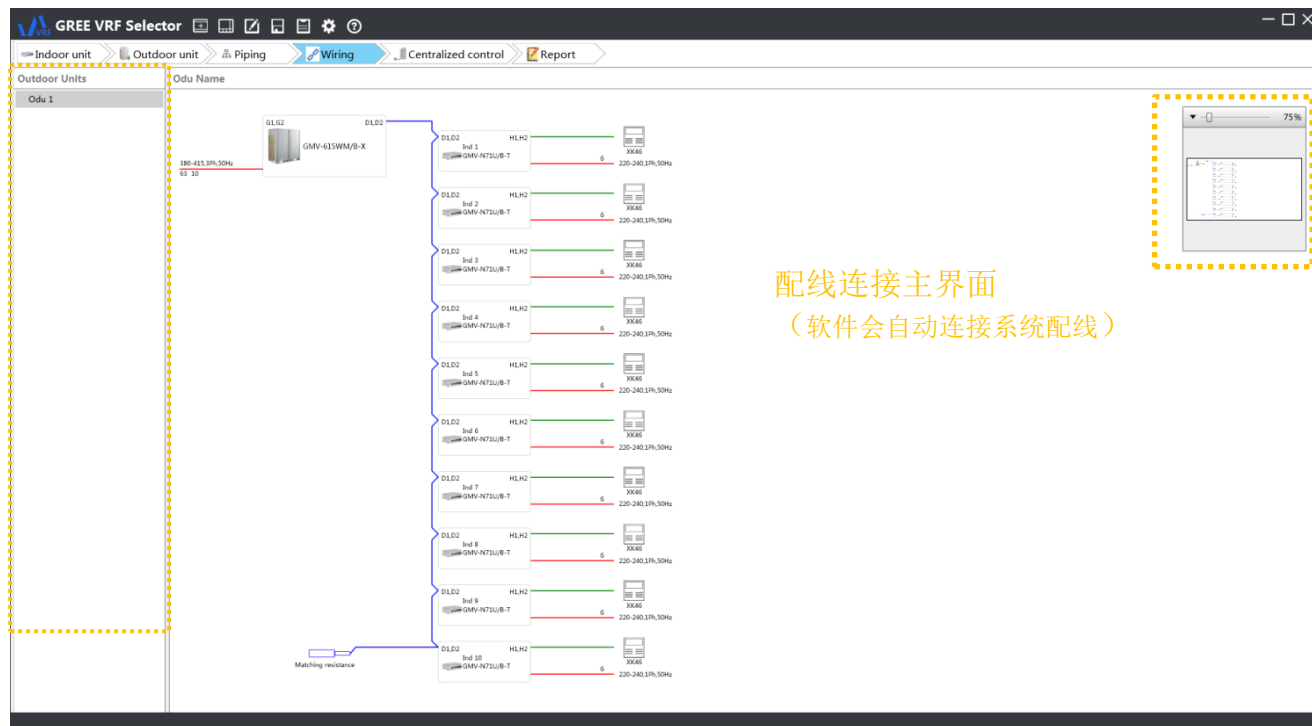 VRF GREE VRF Selector
Indoor unit Outdoor unit Piping Wiring Centralized control Report
Outdoor Units Odu Name
Odu 1
75%
G1,G2 D1,D2
GMV-615WM/B-X
380-415,3Ph,50Hz
63 10
D1,D2 H1,H2
Ind 1
GMV-N71U/B-T
XK46
6
220-240,1Ph,50Hz
D1,D2 H1,H2
Ind 2
GMV-N71U/B-T
XK46
6
220-240,1Ph,50Hz
D1,D2 H1,H2
Ind 3
GMV-N71U/B-T
XK46
6
220-240,1Ph,50Hz
配线连接主界面
（软件会自动连接系统配线）
D1,D2 H1,H2
Ind 4
GMV-N71U/B-T
XK46
6
220-240,1Ph,50Hz
D1,D2 H1,H2
Ind 5
GMV-N71U/B-T
XK46
6
220-240,1Ph,50Hz
D1,D2 H1,H2
Ind 6
GMV-N71U/B-T
XK46
6
220-240,1Ph,50Hz
D1,D2 H1,H2
Ind 7
GMV-N71U/B-T
XK46
6
220-240,1Ph,50Hz
D1,D2 H1,H2
Ind 8
GMV-N71U/B-T
XK46
6
220-240,1Ph,50Hz
D1,D2 H1,H2
Ind 9
GMV-N71U/B-T
XK46
6
220-240,1Ph,50Hz
D1,D2 H1,H2
Ind 10
GMV-N71U/B-T
XK46
6
220-240,1Ph,50Hz
Matching resistance